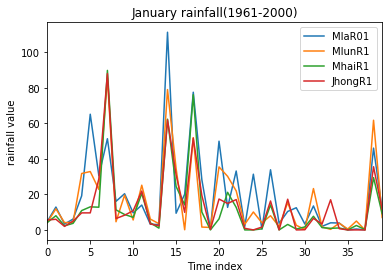 January rainfall(1961-2000)
MlaR01
MlunR1
MhaiR1
JhongR1
rainfall value
100
80
60
40
20
0
0 5 10 15 20 25 30 35
Time index